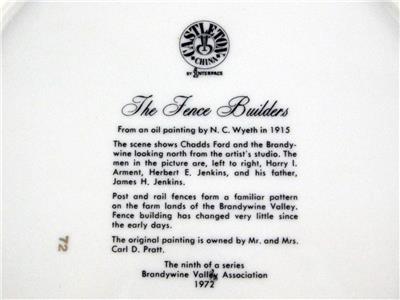 CASTLETON
CHINA
BY INTERPACE
The Fence Builders
From an oil painting by N. C. Wyeth in 1915
The scene shows Chadds Ford and the Brandy-
wine looking north from the artist's studio. The
men in the picture are, left to right, Harry I.
Arment, Herbert E. Jenkins, and his father,
James H. Jenkins.
Post and rail fences form a familiar pattern
on the farm lands of the Brandywine Valley.
Fence building has changed very little since
the early days.
The original painting is owned by Mr. and Mrs.
Carl D. Pratt.
72
The ninth of a series
Brandywine Valley Association
1972